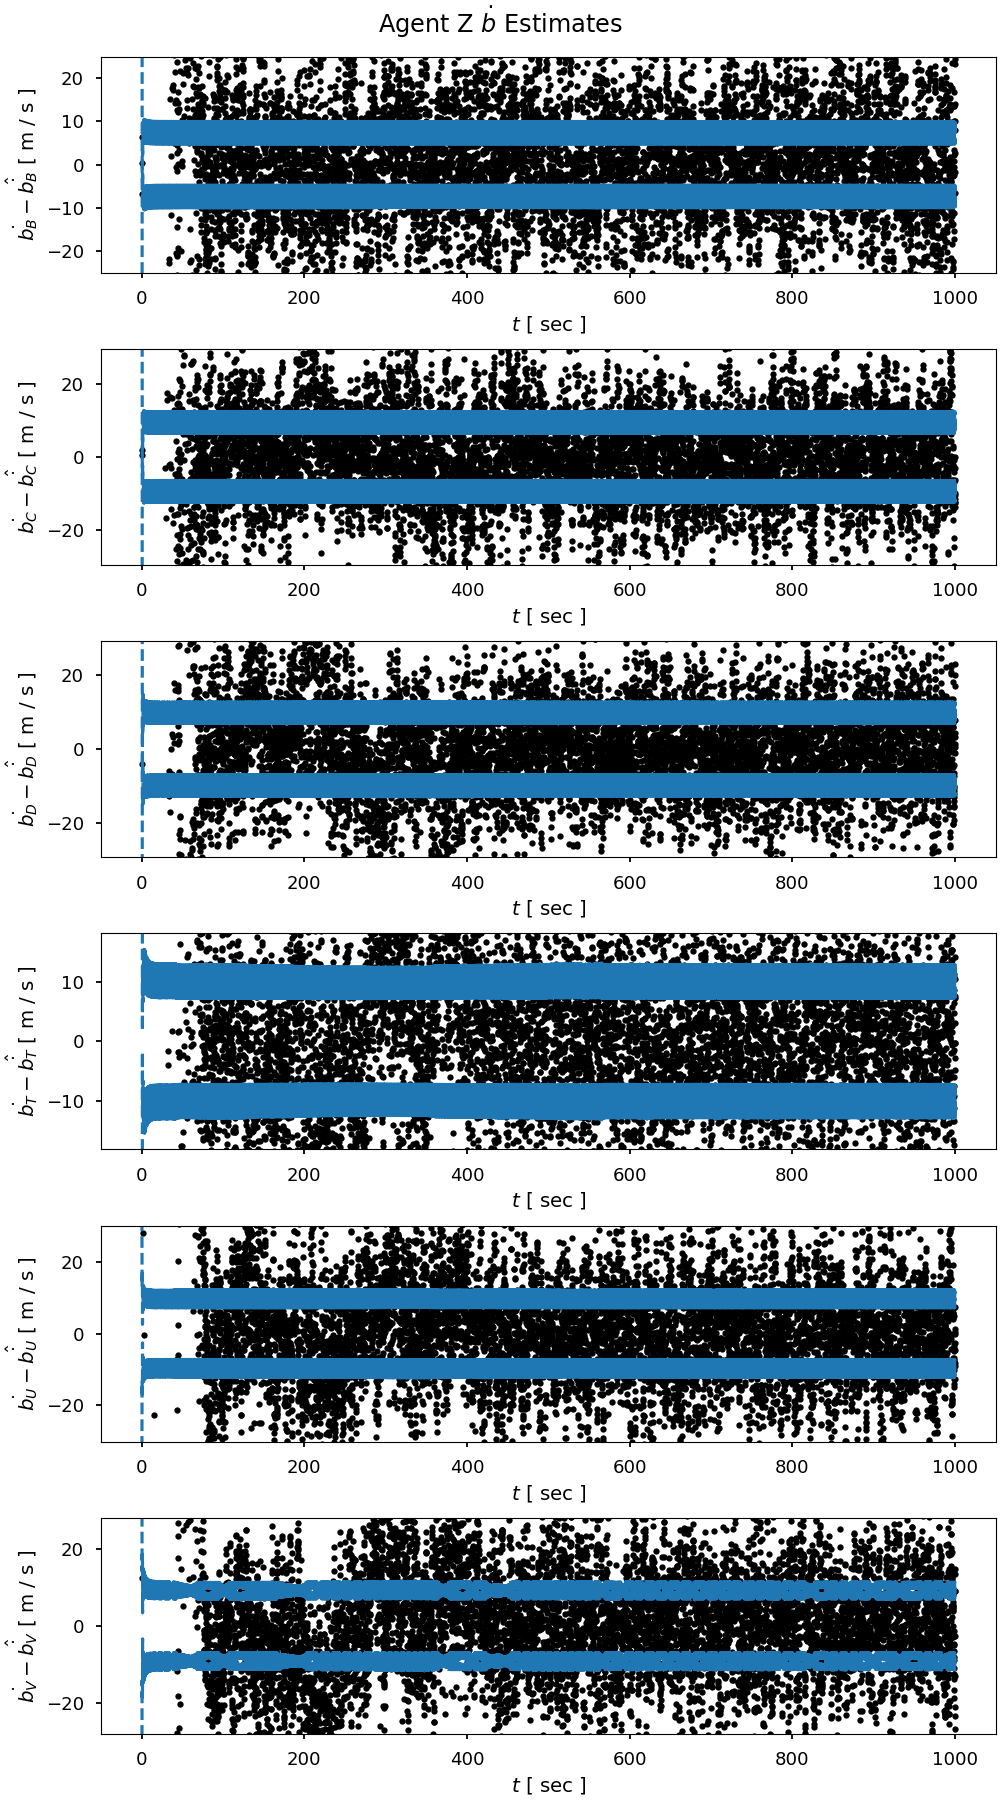 Agent Z ḃ Estimates
ḃ_B − ḃ̂_B [ m / s ]
20
10
0
−10
−20
0 200 400 600 800 1000
t [ sec ]
ḃ_C − ḃ̂_C [ m / s ]
20
0
−20
0 200 400 600 800 1000
t [ sec ]
ḃ_D − ḃ̂_D [ m / s ]
20
0
−20
0 200 400 600 800 1000
t [ sec ]
ḃ_T − ḃ̂_T [ m / s ]
10
0
−10
0 200 400 600 800 1000
t [ sec ]
ḃ_U − ḃ̂_U [ m / s ]
20
0
−20
0 200 400 600 800 1000
t [ sec ]
ḃ_V − ḃ̂_V [ m / s ]
20
0
−20
0 200 400 600 800 1000
t [ sec ]